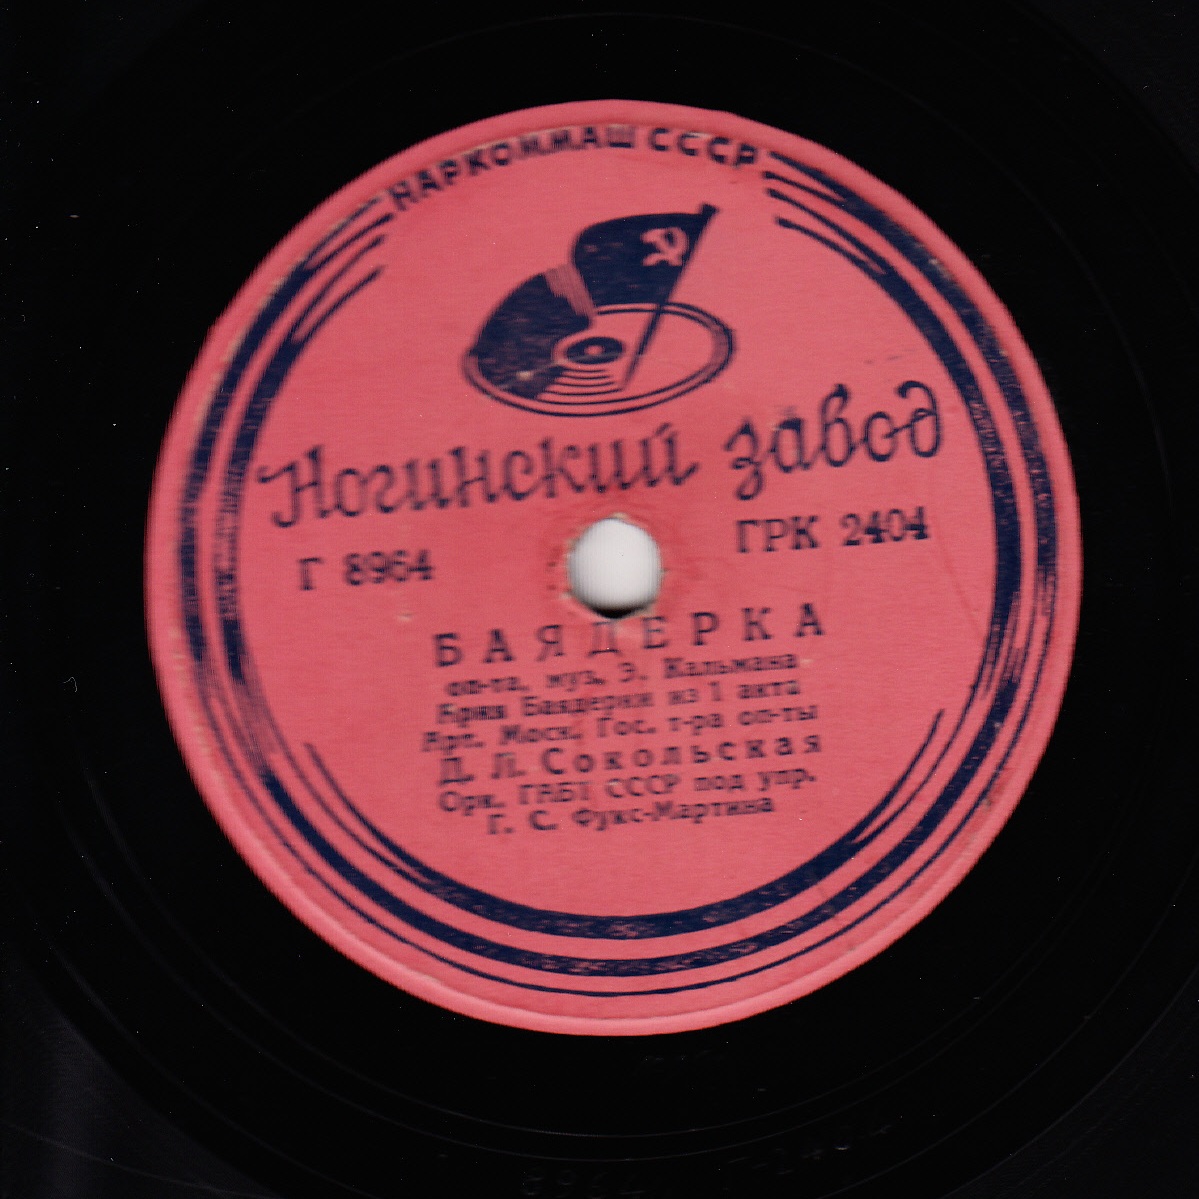 НАРКОММАШ СССР
Ногинский завод
Г 8964
ГРК 2404
БАЯДЕРКА
оп-та, муз. Э. Кальмана
Ария Баядерки из 1 акта
Арт. Моск. Гос. т-ра оп-ты
Д. Л. Сокольская
Орк. ГАБТ СССР под упр.
Г. С. Фукс-Мартина
8964